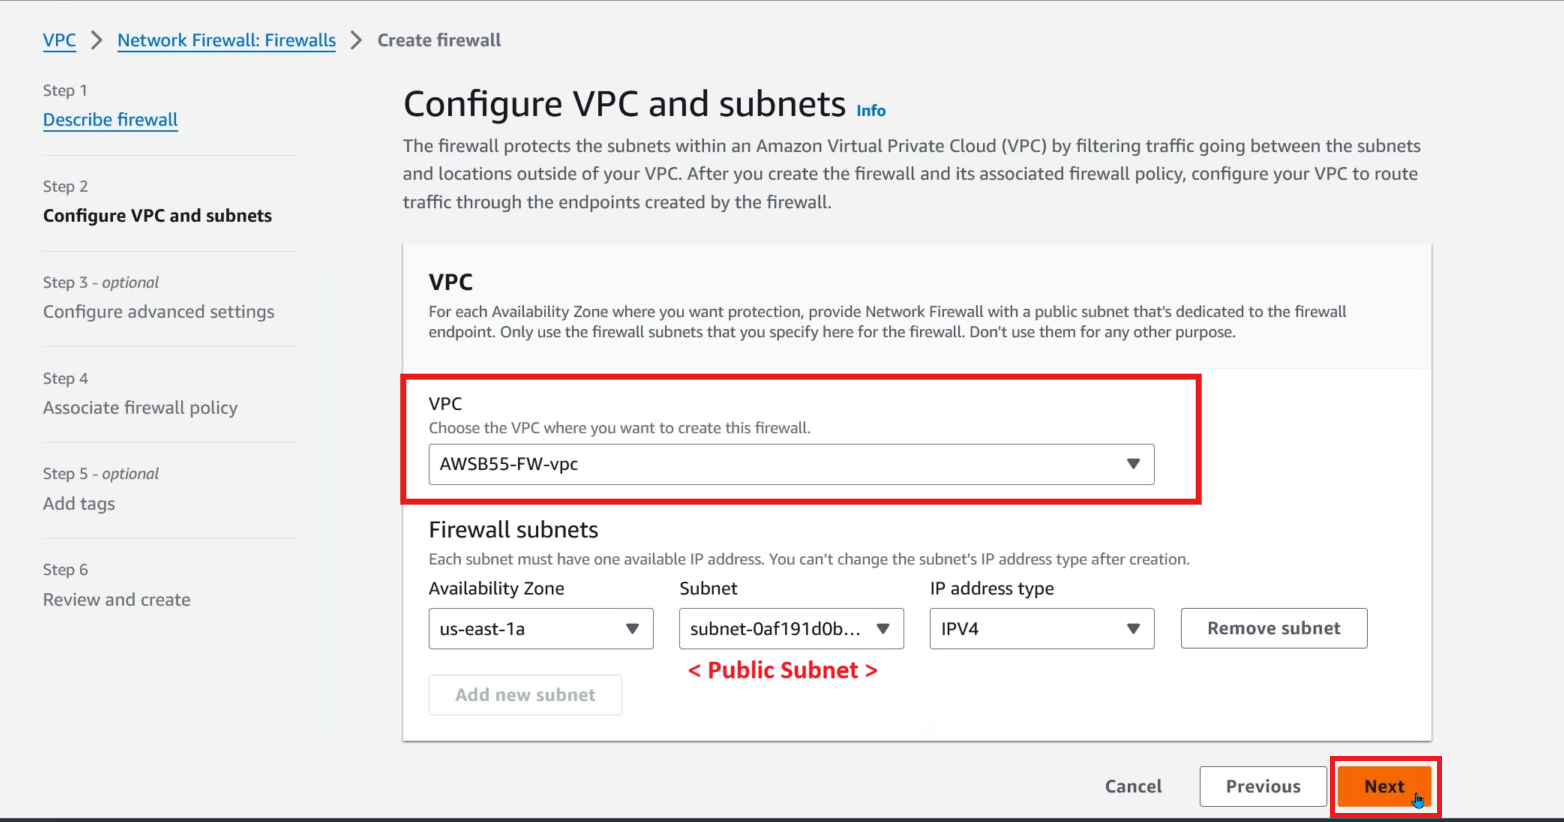 VPC > Network Firewall: Firewalls > Create firewall
Step 1
Describe firewall
Step 2
Configure VPC and subnets
Step 3 - optional
Configure advanced settings
Step 4
Associate firewall policy
Step 5 - optional
Add tags
Step 6
Review and create
Configure VPC and subnets Info
The firewall protects the subnets within an Amazon Virtual Private Cloud (VPC) by filtering traffic going between the subnets
and locations outside of your VPC. After you create the firewall and its associated firewall policy, configure your VPC to route
traffic through the endpoints created by the firewall.
VPC
For each Availability Zone where you want protection, provide Network Firewall with a public subnet that's dedicated to the firewall
endpoint. Only use the firewall subnets that you specify here for the firewall. Don't use them for any other purpose.
VPC
Choose the VPC where you want to create this firewall.
AWSB55-FW-vpc
Firewall subnets
Each subnet must have one available IP address. You can’t change the subnet’s IP address type after creation.
Availability Zone Subnet IP address type
us-east-1a subnet-0af191d0b... IPV4 Remove subnet
< Public Subnet >
Add new subnet
Cancel Previous Next